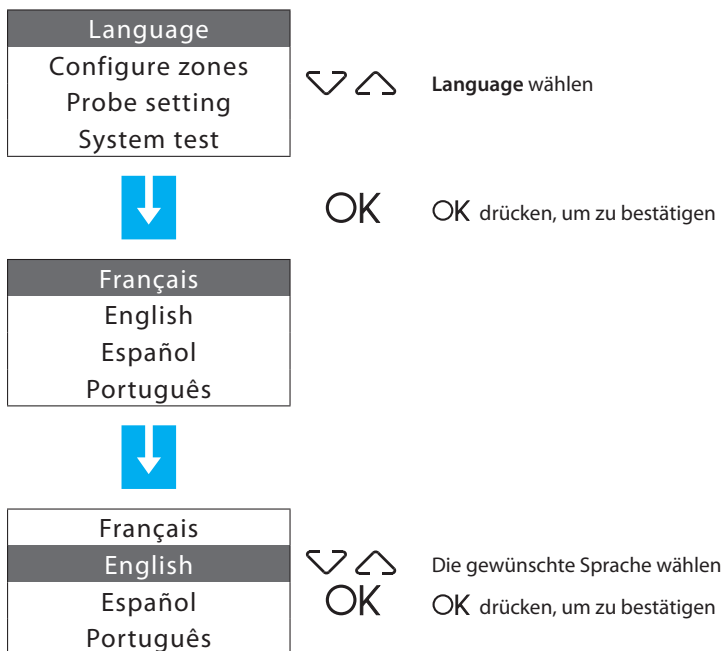 Language
Configure zones
Probe setting
System test
Language wählen
OK
OK drücken, um zu bestätigen
Français
English
Español
Português
Français
English
Español
Português
Die gewünschte Sprache wählen
OK
OK drücken, um zu bestätigen